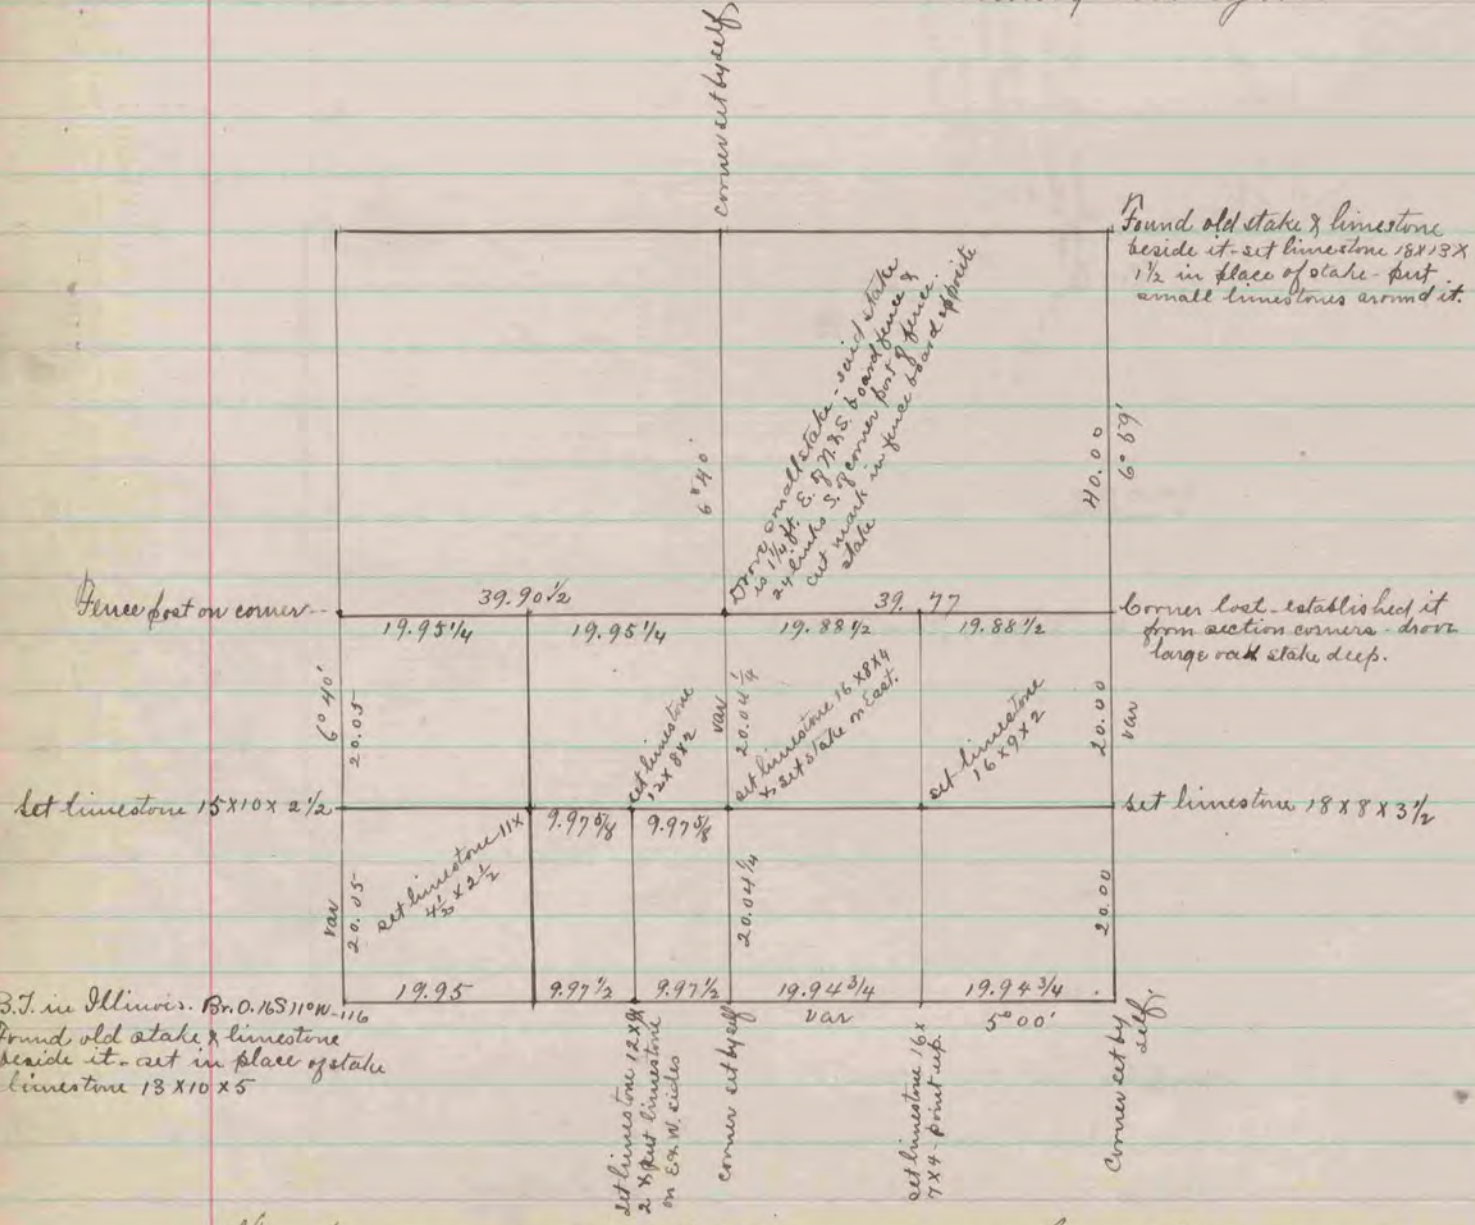 corner set by self
Found old stake & limestone
beside it - set limestone 18x13x
1½ in place of stake - put
small limestones around it.
Drove small stake - said stake
is 1¼ ft. E. of N.&S. board fence &
24 links S. of corner post of fence.
cut mark in fence board opposite
stake
6° 40'
40.00
6° 59'
Fence post on corner--
39.90½
39.77
Corner lost - established it
from section corners - drove
large oak stake deep.
19.95¼
19.95¼
19.88½
19.88½
6° 40'
20.05
set limestone
12x8x2
var
20.04¼
set limestone 16x8x4
& set stake on East.
set limestone
16x9x2
20.00
var
Set limestone 15x10x2½
set limestone 18x8x3½
9.97⅝
9.97⅝
set limestone 11x
4½x2½
var
20.05
20.04¼
20.00
19.95
9.97½
9.97½
19.94¾
19.94¾
B.T. in Illinois. Br.O.16S11°W-116
Found old stake & limestone
beside it - set in place of stake
limestone 13x10x5
var
5°00'
set limestone 12x9x
2 & put limestone
on E&W. sides
corner set by self
set limestone 16x
7x4 - point up.
Corner set by
self.